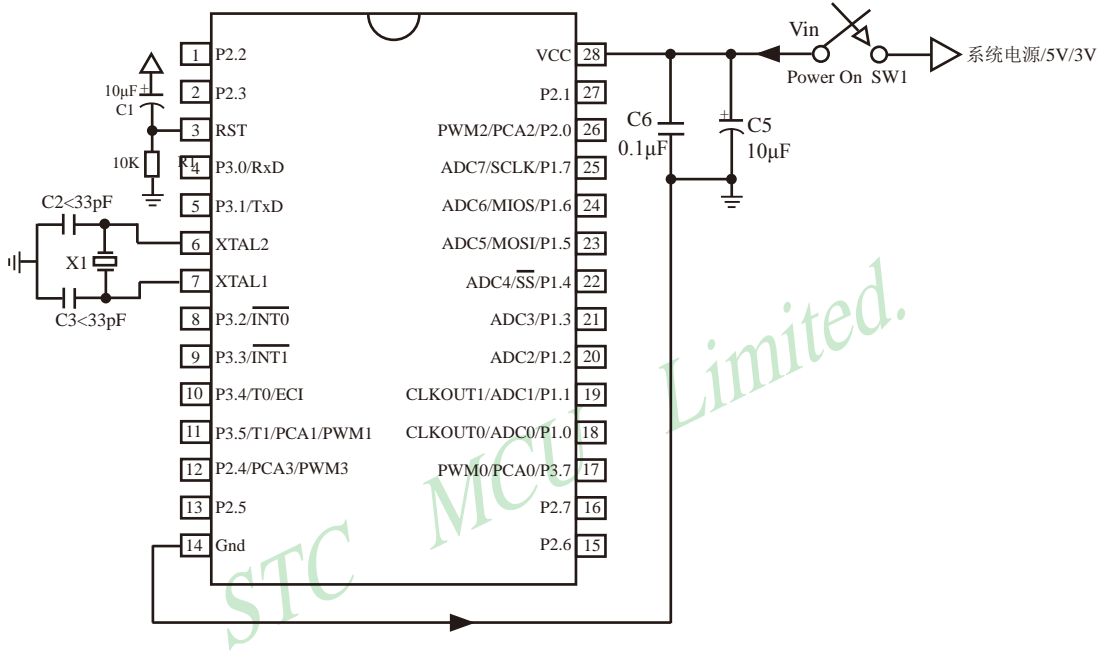 1 P2.2
2 P2.3
3 RST
4 P3.0/RxD
5 P3.1/TxD
6 XTAL2
7 XTAL1
8 P3.2/INT0
9 P3.3/INT1
10 P3.4/T0/ECI
11 P3.5/T1/PCA1/PWM1
12 P2.4/PCA3/PWM3
13 P2.5
14 Gnd
VCC 28
P2.1 27
PWM2/PCA2/P2.0 26
ADC7/SCLK/P1.7 25
ADC6/MIOS/P1.6 24
ADC5/MOSI/P1.5 23
ADC4/SS/P1.4 22
ADC3/P1.3 21
ADC2/P1.2 20
CLKOUT1/ADC1/P1.1 19
CLKOUT0/ADC0/P1.0 18
PWM0/PCA0/P3.7 17
P2.7 16
P2.6 15
10μF+
C1
10K R1
C2<33pF
X1
C3<33pF
Vin
Power On SW1
系统电源/5V/3V
C6
0.1μF
+
C5
10μF
STC MCU Limited.